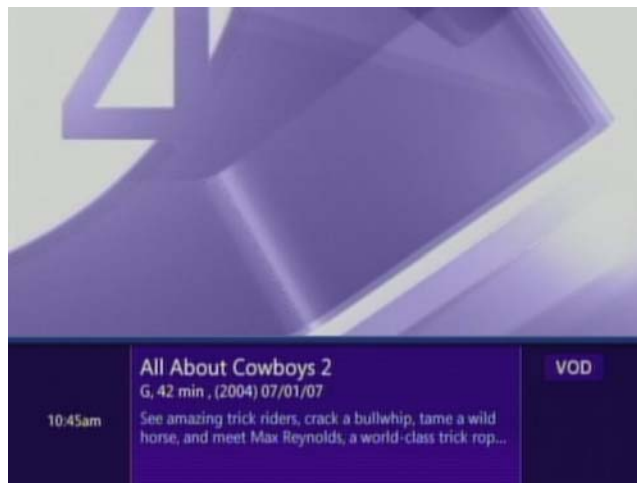 4
All About Cowboys 2
VOD
G, 42 min , (2004) 07/01/07
10:45am
See amazing trick riders, crack a bullwhip, tame a wild
horse, and meet Max Reynolds, a world-class trick rop...